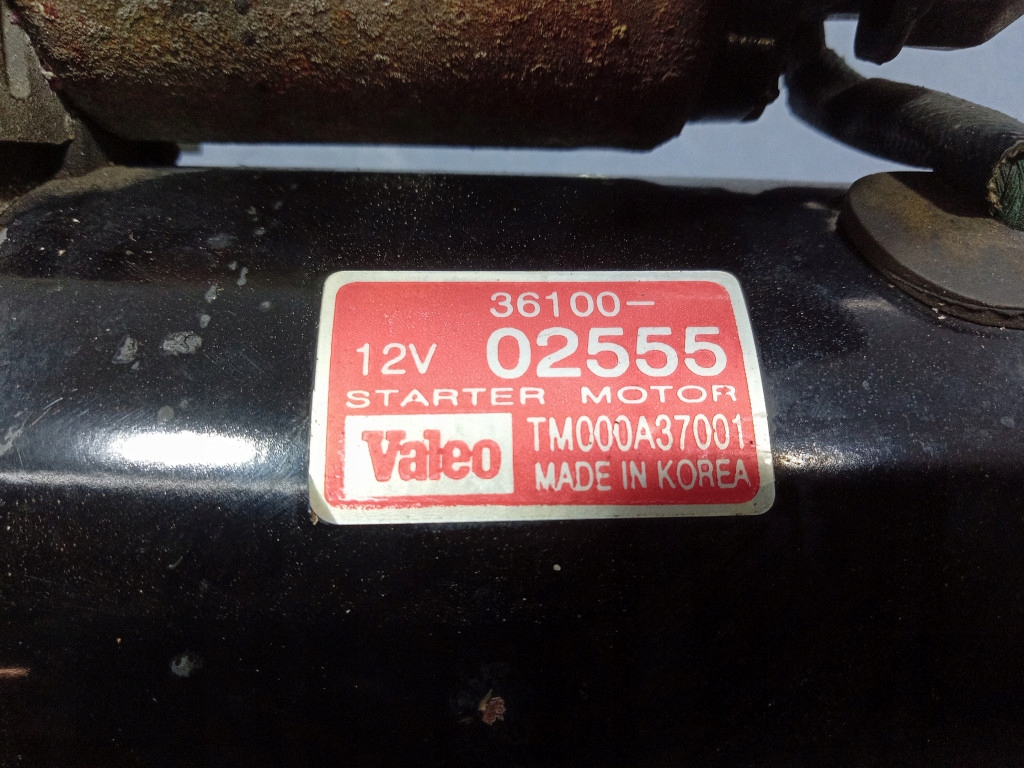 36100-
12V 02555
STARTER MOTOR
Valeo TM000A37001
MADE IN KOREA